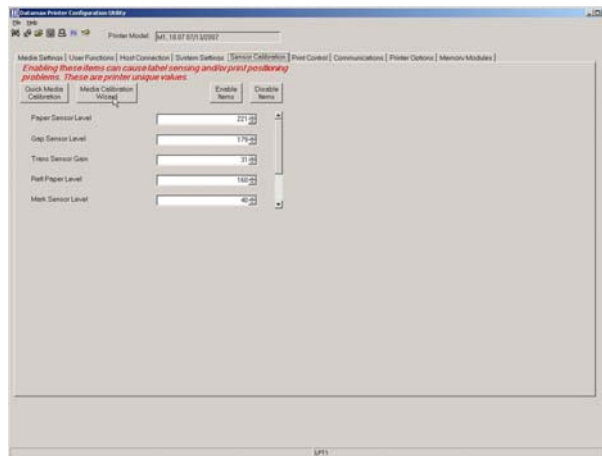 Datamax Printer Configuration Utility
File Help
Printer Model: M1, 10.07 07/13/2007
Media Settings User Functions Host Connection System Settings Sensor Calibration Print Control Communications Printer Options Memory Modules
Enabling these items can cause label sensing and/or print positioning
problems. These are printer unique values.
Quick Media Calibration Media Calibration Wizard Enable Items Disable Items
Paper Sensor Level 221
Gap Sensor Level 179
Trans Sensor Gain 31
Refl Paper Level 160
Mark Sensor Level 40
LPT1